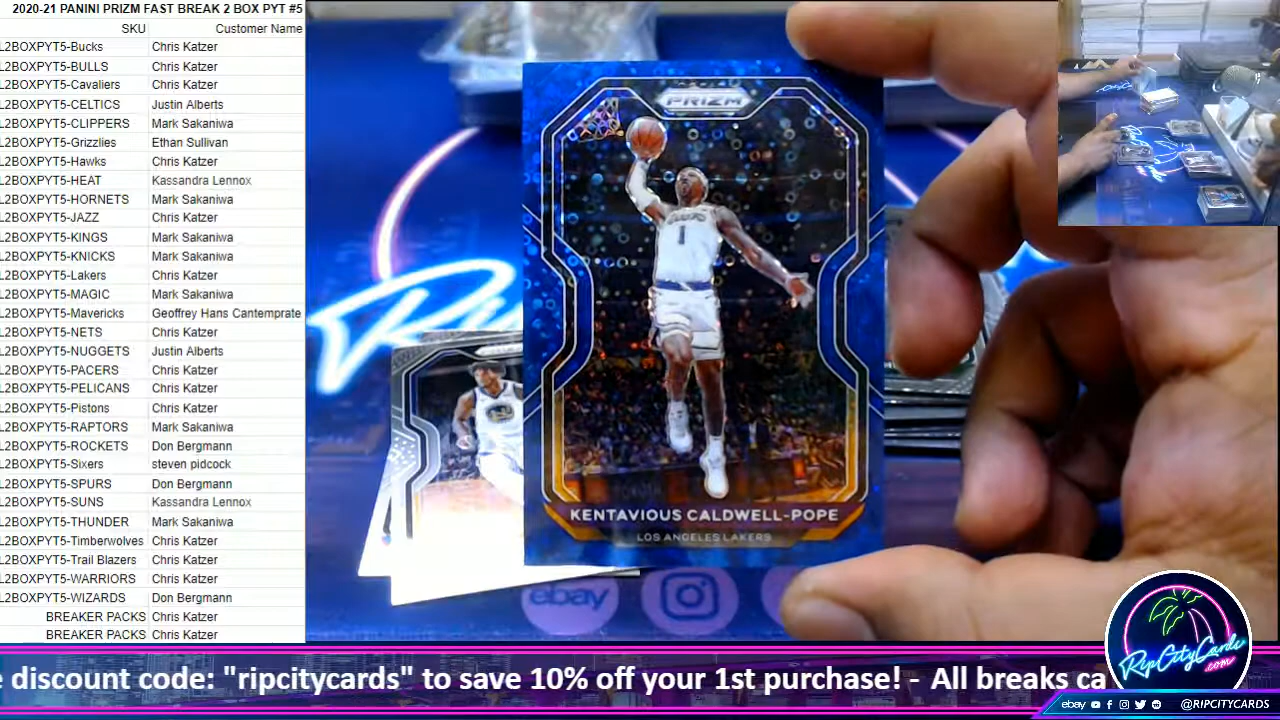 2020-21 PANINI PRIZM FAST BREAK 2 BOX PYT #5
SKU Customer Name
L2BOXPYT5-Bucks Chris Katzer
L2BOXPYT5-BULLS Chris Katzer
L2BOXPYT5-Cavaliers Chris Katzer
L2BOXPYT5-CELTICS Justin Alberts
L2BOXPYT5-CLIPPERS Mark Sakaniwa
L2BOXPYT5-Grizzlies Ethan Sullivan
L2BOXPYT5-Hawks Chris Katzer
L2BOXPYT5-HEAT Kassandra Lennox
L2BOXPYT5-HORNETS Mark Sakaniwa
L2BOXPYT5-JAZZ Chris Katzer
L2BOXPYT5-KINGS Mark Sakaniwa
L2BOXPYT5-KNICKS Mark Sakaniwa
L2BOXPYT5-Lakers Chris Katzer
L2BOXPYT5-MAGIC Mark Sakaniwa
L2BOXPYT5-Mavericks Geoffrey Hans Cantemprate
L2BOXPYT5-NETS Chris Katzer
L2BOXPYT5-NUGGETS Justin Alberts
L2BOXPYT5-PACERS Chris Katzer
L2BOXPYT5-PELICANS Chris Katzer
L2BOXPYT5-Pistons Chris Katzer
L2BOXPYT5-RAPTORS Mark Sakaniwa
L2BOXPYT5-ROCKETS Don Bergmann
L2BOXPYT5-Sixers steven pidcock
L2BOXPYT5-SPURS Don Bergmann
L2BOXPYT5-SUNS Kassandra Lennox
L2BOXPYT5-THUNDER Mark Sakaniwa
L2BOXPYT5-Timberwolves Chris Katzer
L2BOXPYT5-Trail Blazers Chris Katzer
L2BOXPYT5-WARRIORS Chris Katzer
L2BOXPYT5-WIZARDS Don Bergmann
BREAKER PACKS Chris Katzer
BREAKER PACKS Chris Katzer
PRIZM
1
KENTAVIOUS CALDWELL-POPE
LOS ANGELES LAKERS
ebay
e discount code: "ripcitycards" to save 10% off your 1st purchase! - All breaks ca
RipCityCards
.com
ebay @RIPCITYCARDS